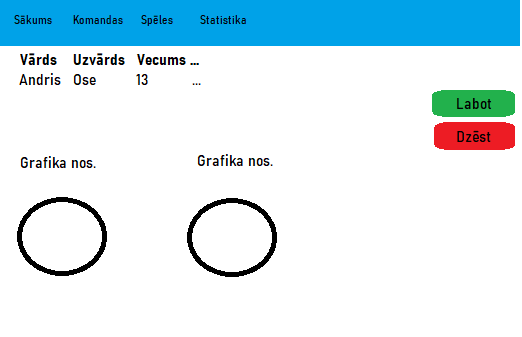 Sākums Komandas Spēles Statistika
Vārds Uzvārds Vecums ...
Andris Ose 13 ...
Labot
Dzēst
Grafika nos. Grafika nos.